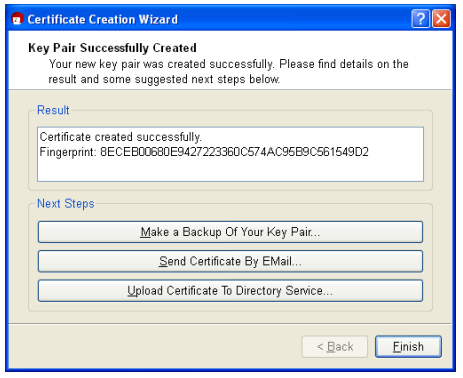 Certificate Creation Wizard
Key Pair Successfully Created
Your new key pair was created successfully. Please find details on the
result and some suggested next steps below.
Result
Certificate created successfully.
Fingerprint: 8ECEB00680E9427223360C574AC95B9C561549D2
Next Steps
Make a Backup Of Your Key Pair...
Send Certificate By EMail...
Upload Certificate To Directory Service...
< Back
Finish